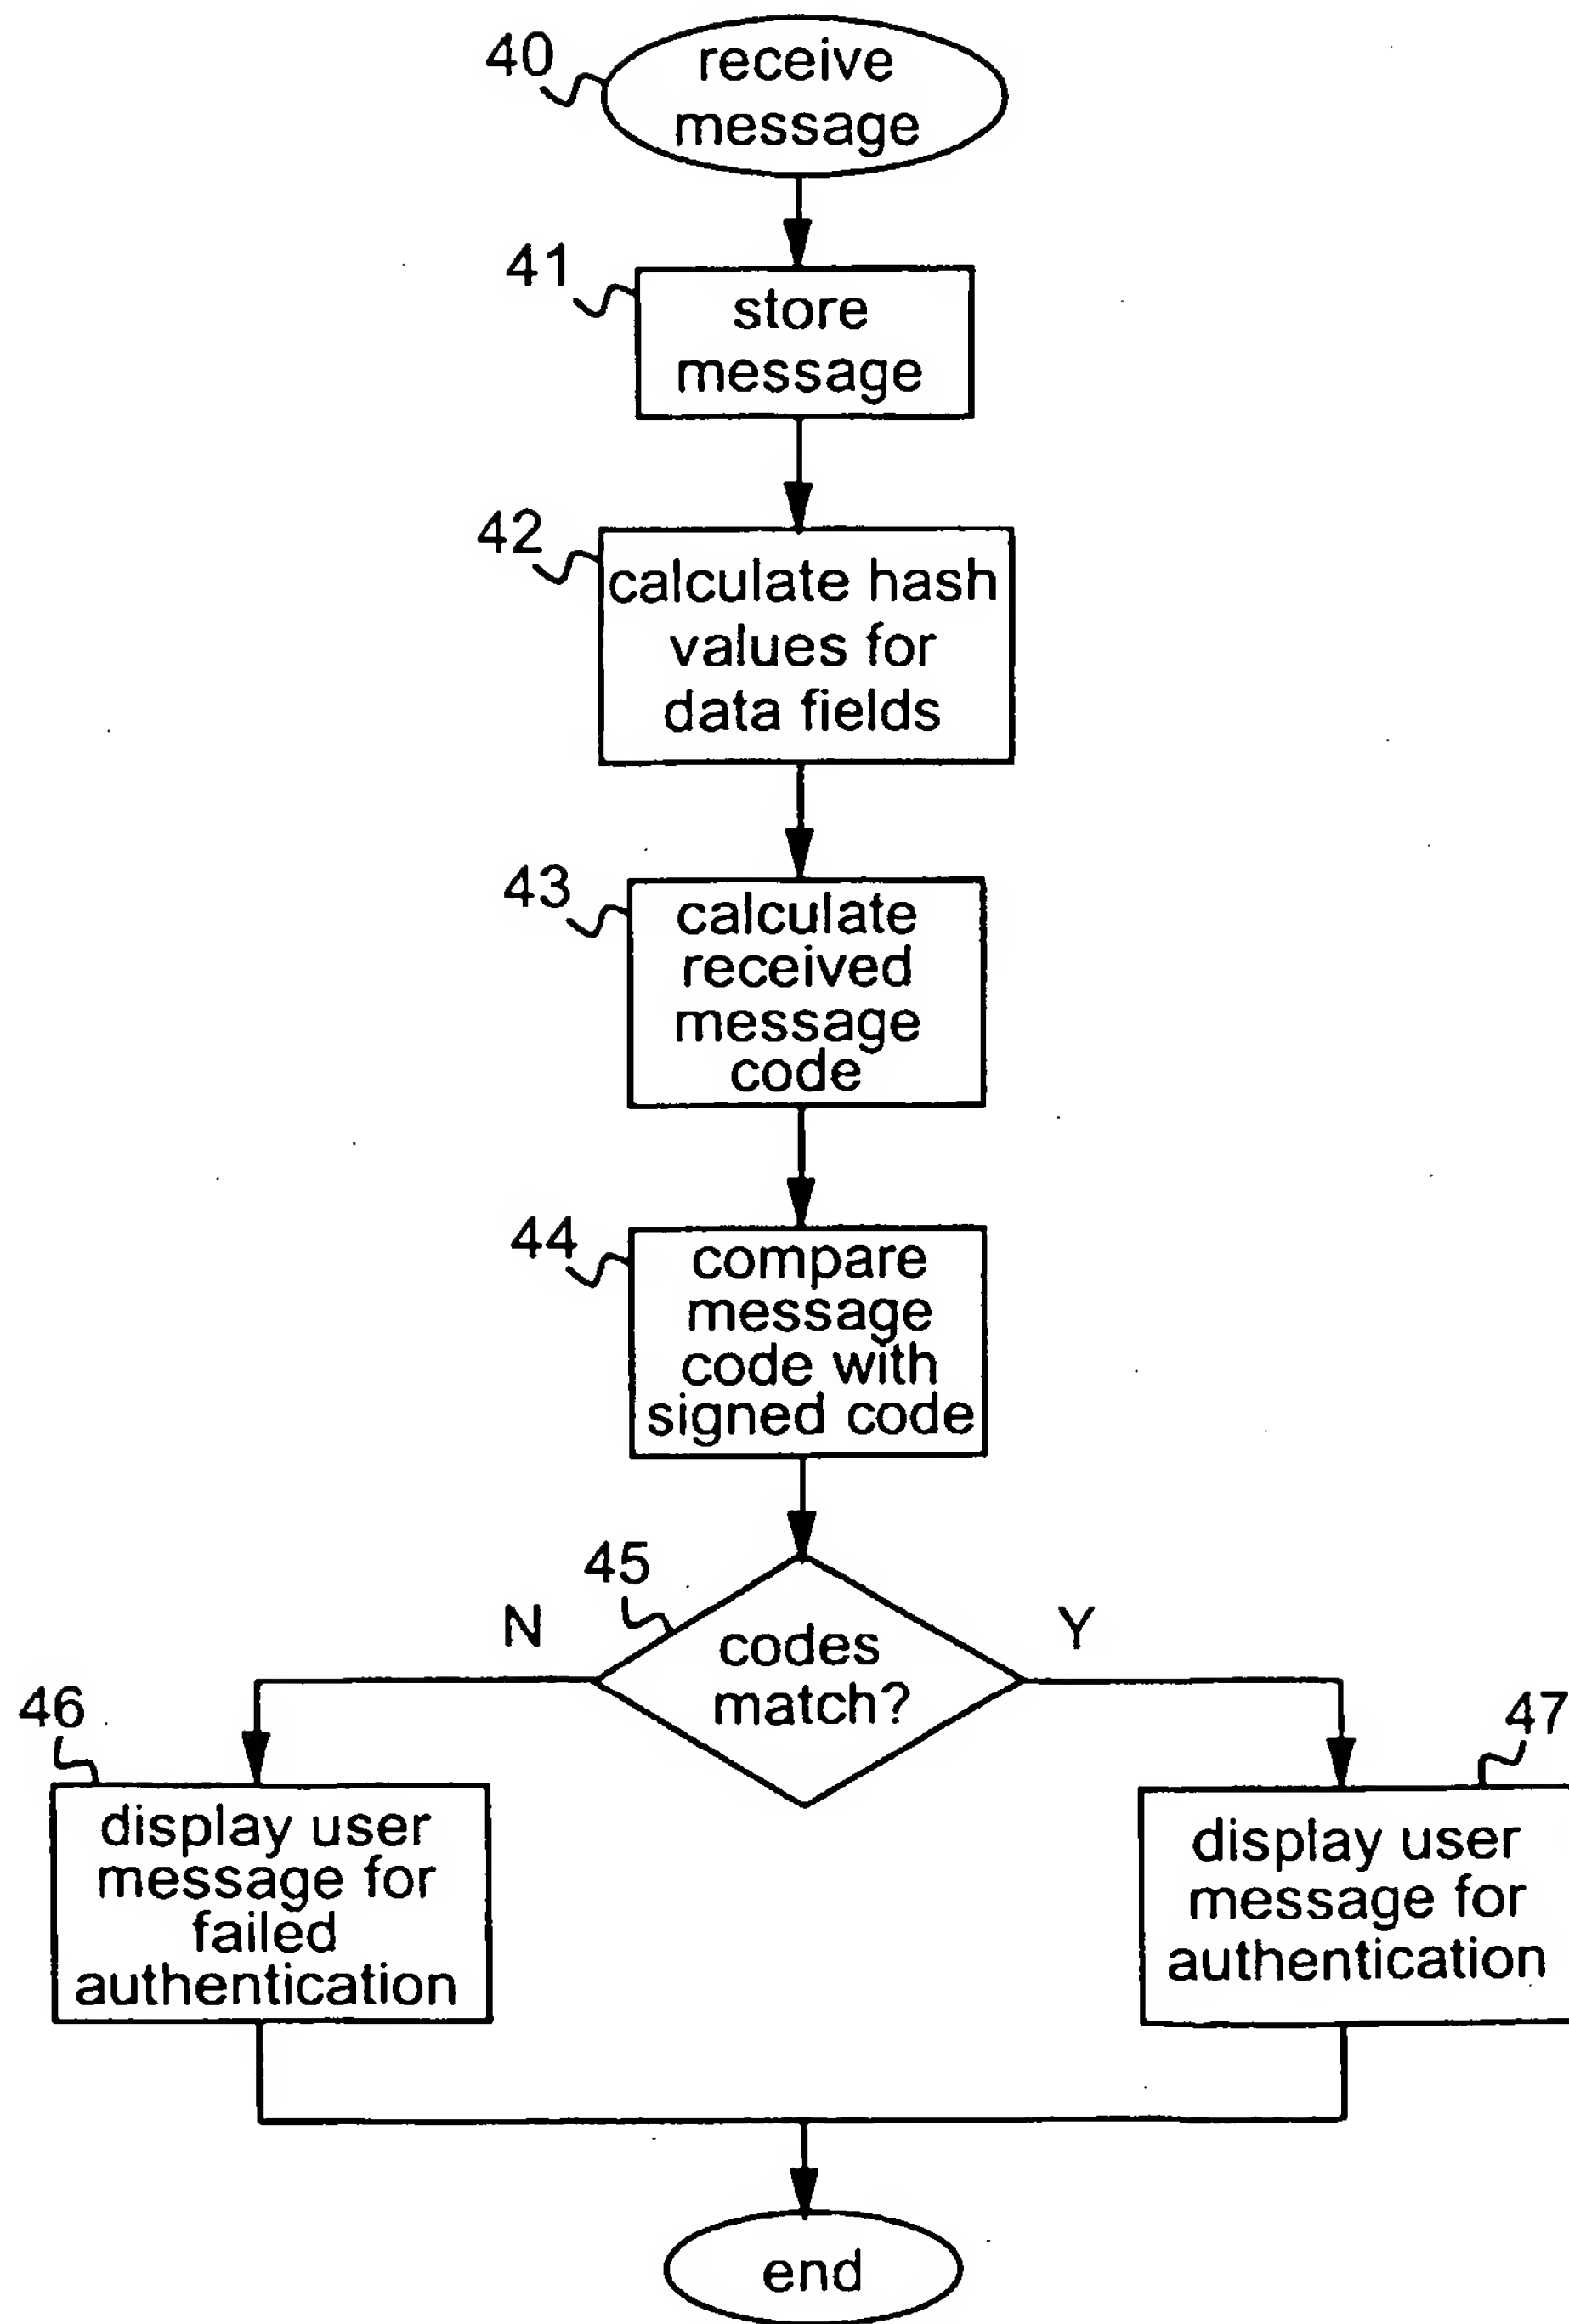 40
receive
message
41
store
message
42
calculate hash
values for
data fields
43
calculate
received
message
code
44
compare
message
code with
signed code
45
N
Y
codes
match?
46
display user
message for
failed
authentication
47
display user
message for
authentication
end